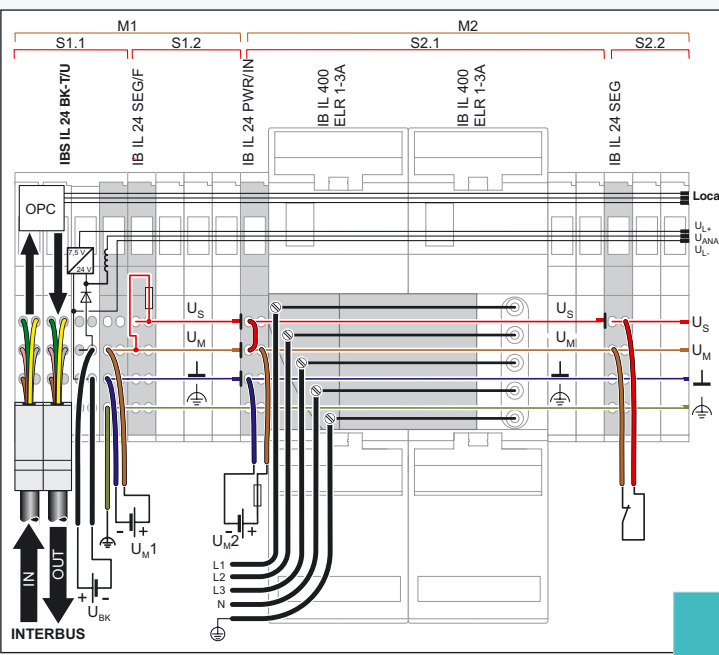 M1 M2
S1.1 S1.2 S2.1 S2.2
IBS IL 24 BK-T/U
IB IL 24 SEG/F
IB IL 24 PWR/IN
IB IL 400
ELR 1-3A
IB IL 400
ELR 1-3A
IB IL 24 SEG
OPC
Loca
7,5 V
24 V
UL+
UANA
UL-
US US US
UM UM UM
- +
UM1
UM2
- +
L1
L2
L3
N
IN
OUT
+ -
UBK
INTERBUS